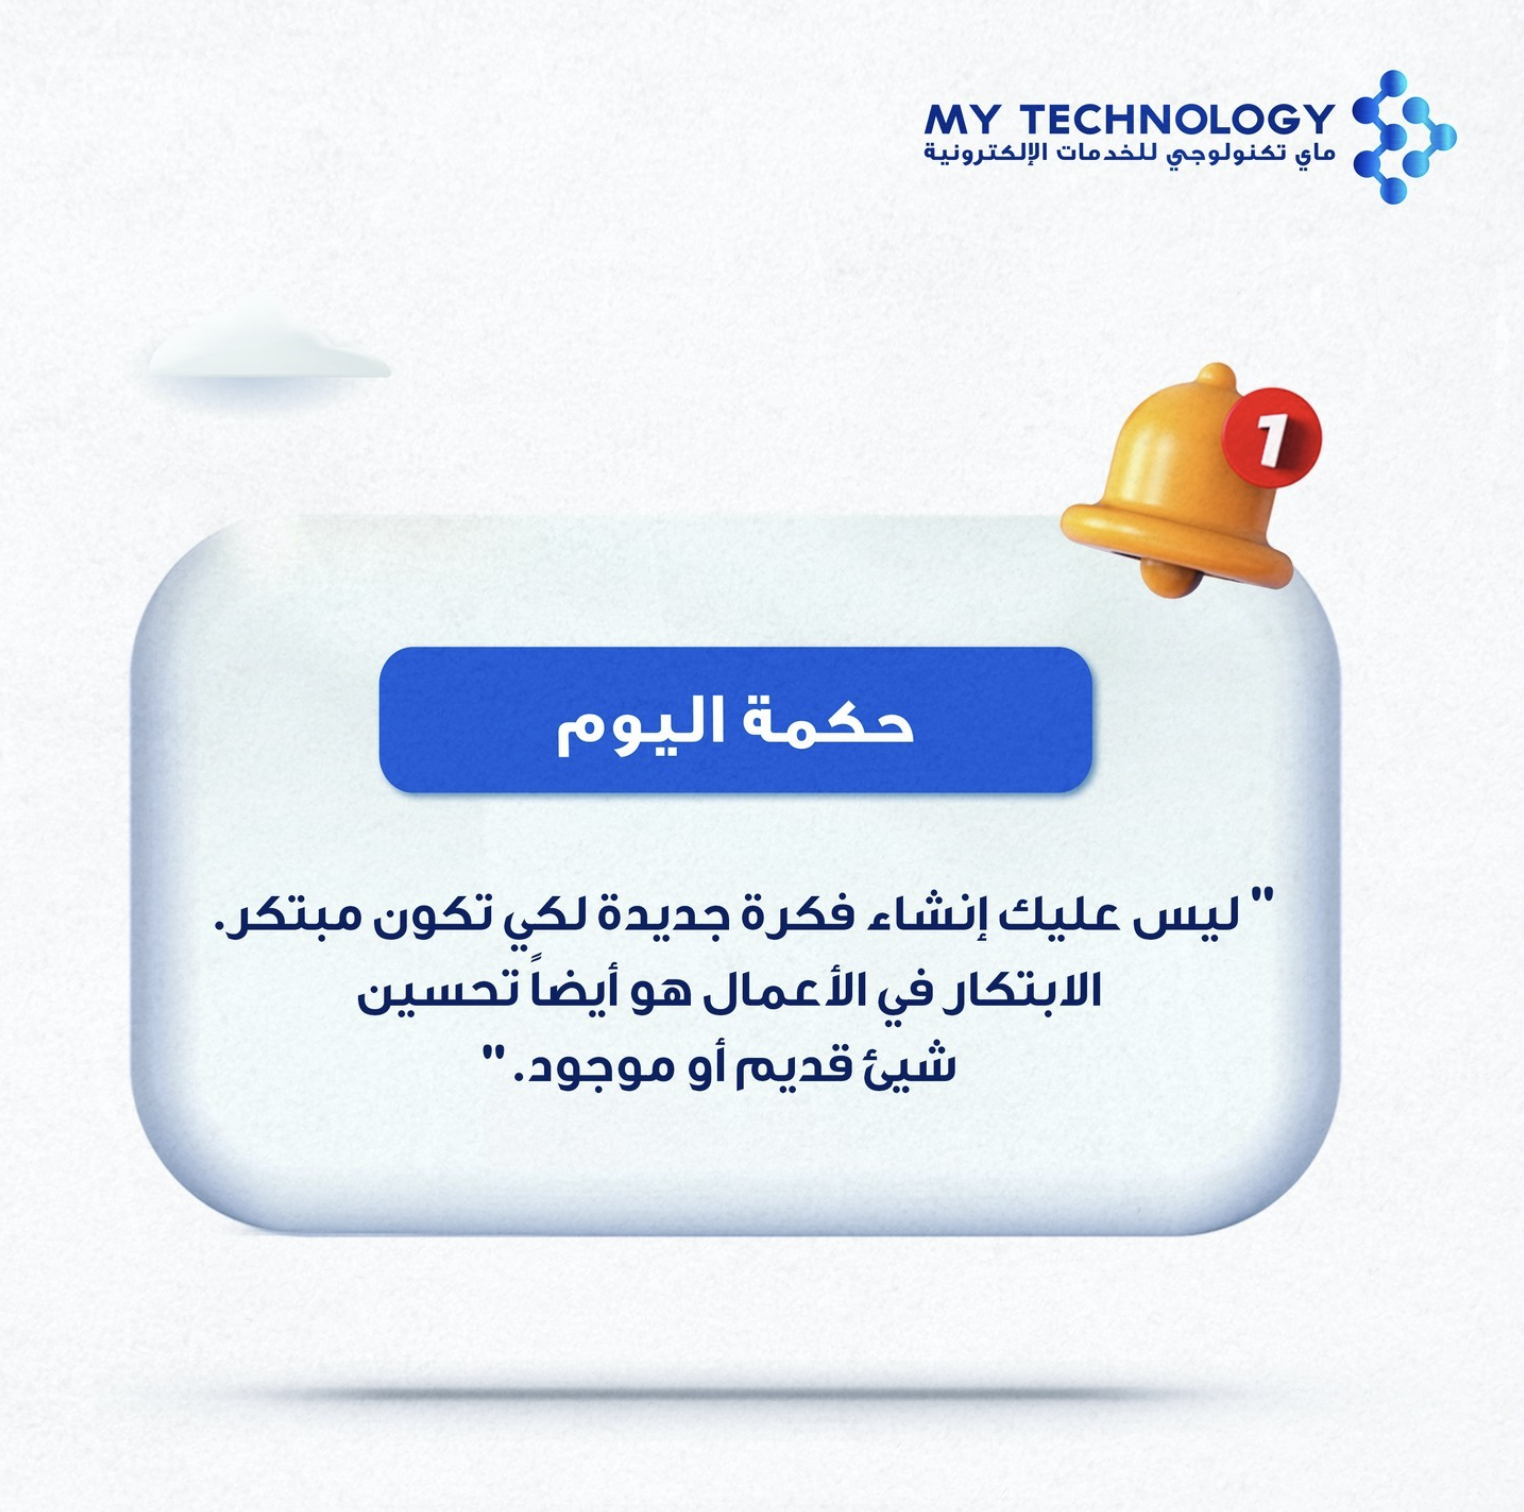 MY TECHNOLOGY
ماي تكنولوجي للخدمات الإلكترونية
1
حكمة اليوم
" ليس عليك إنشاء فكرة جديدة لكي تكون مبتكر.
الابتكار في الأعمال هو أيضاً تحسين
شيئ قديم أو موجود. "